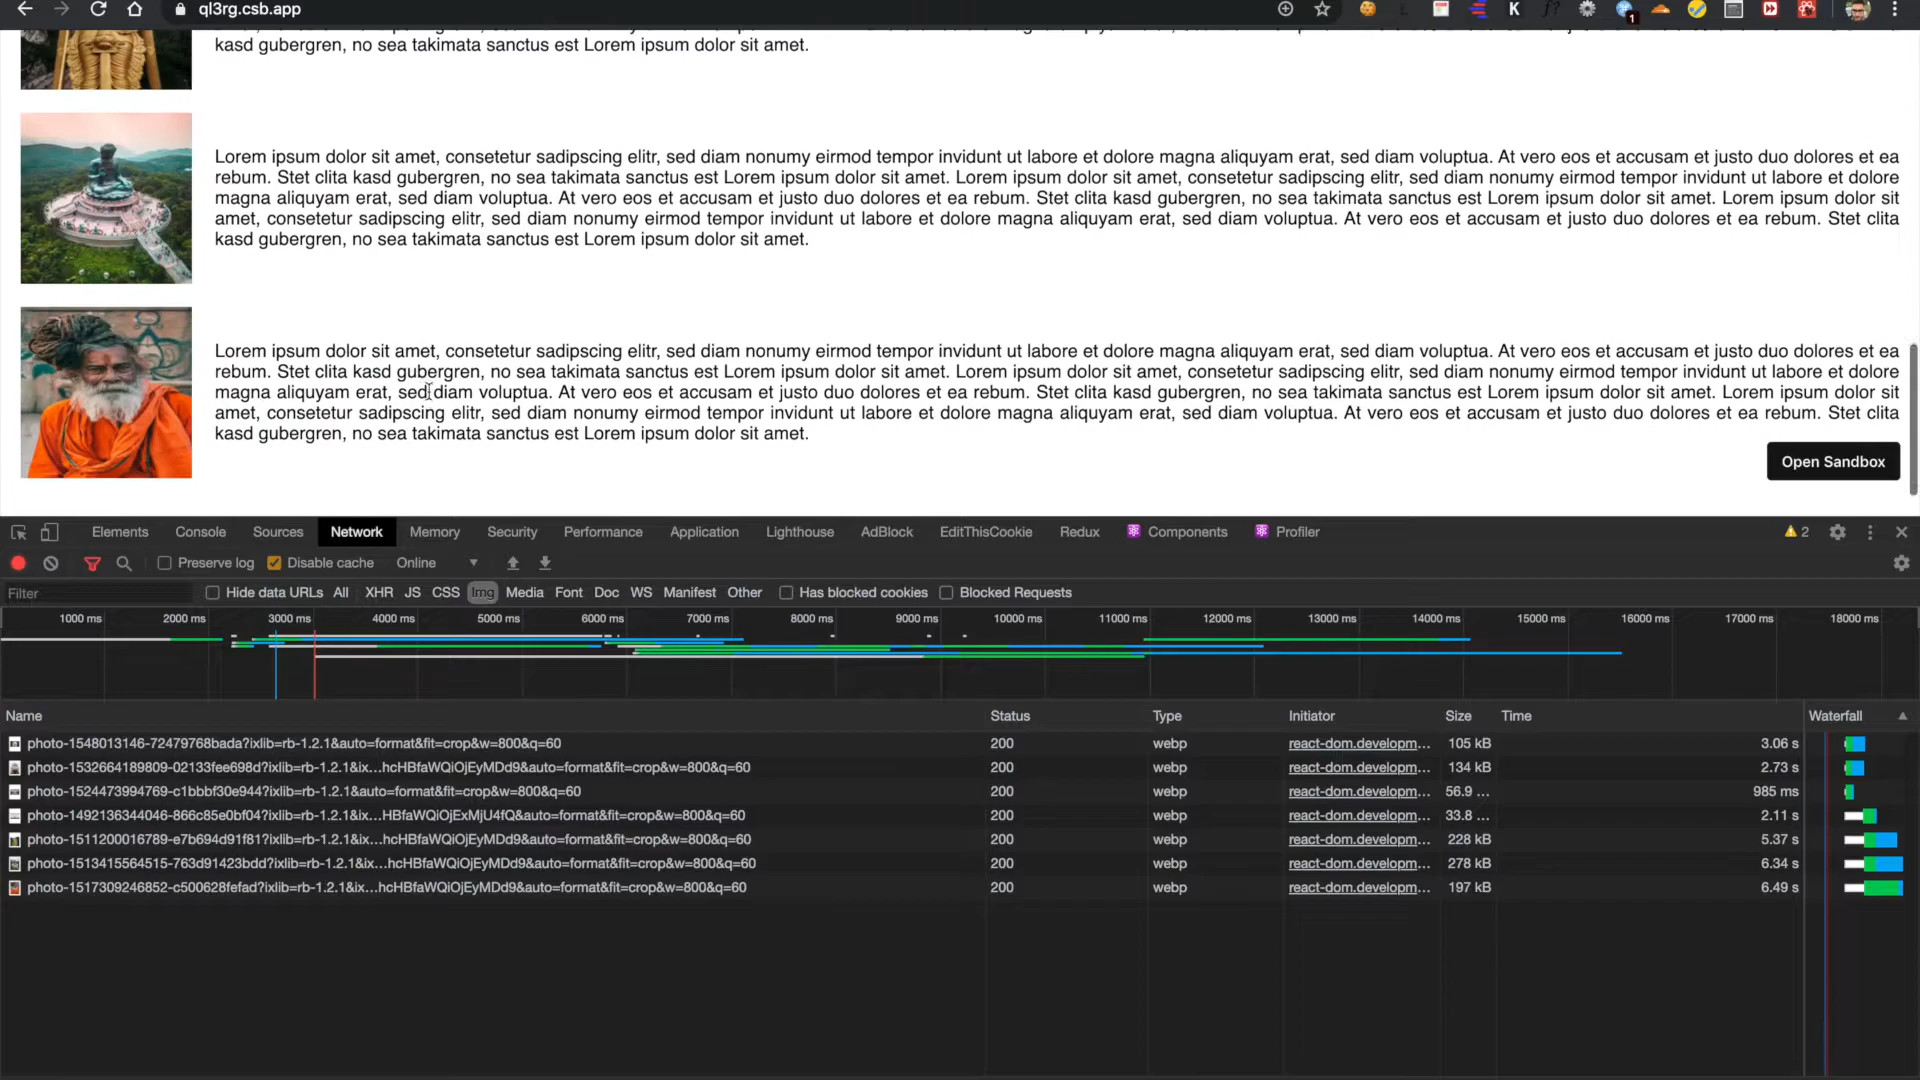 ql3rg.csb.app
1
kasd gubergren, no sea takimata sanctus est Lorem ipsum dolor sit amet.
Lorem ipsum dolor sit amet, consetetur sadipscing elitr, sed diam nonumy eirmod tempor invidunt ut labore et dolore magna aliquyam erat, sed diam voluptua. At vero eos et accusam et justo duo dolores et ea
rebum. Stet clita kasd gubergren, no sea takimata sanctus est Lorem ipsum dolor sit amet. Lorem ipsum dolor sit amet, consetetur sadipscing elitr, sed diam nonumy eirmod tempor invidunt ut labore et dolore
magna aliquyam erat, sed diam voluptua. At vero eos et accusam et justo duo dolores et ea rebum. Stet clita kasd gubergren, no sea takimata sanctus est Lorem ipsum dolor sit amet. Lorem ipsum dolor sit
amet, consetetur sadipscing elitr, sed diam nonumy eirmod tempor invidunt ut labore et dolore magna aliquyam erat, sed diam voluptua. At vero eos et accusam et justo duo dolores et ea rebum. Stet clita
kasd gubergren, no sea takimata sanctus est Lorem ipsum dolor sit amet.
Lorem ipsum dolor sit amet, consetetur sadipscing elitr, sed diam nonumy eirmod tempor invidunt ut labore et dolore magna aliquyam erat, sed diam voluptua. At vero eos et accusam et justo duo dolores et ea
rebum. Stet clita kasd gubergren, no sea takimata sanctus est Lorem ipsum dolor sit amet. Lorem ipsum dolor sit amet, consetetur sadipscing elitr, sed diam nonumy eirmod tempor invidunt ut labore et dolore
magna aliquyam erat, sed diam voluptua. At vero eos et accusam et justo duo dolores et ea rebum. Stet clita kasd gubergren, no sea takimata sanctus est Lorem ipsum dolor sit amet. Lorem ipsum dolor sit
amet, consetetur sadipscing elitr, sed diam nonumy eirmod tempor invidunt ut labore et dolore magna aliquyam erat, sed diam voluptua. At vero eos et accusam et justo duo dolores et ea rebum. Stet clita
kasd gubergren, no sea takimata sanctus est Lorem ipsum dolor sit amet.
Open Sandbox
Elements Console Sources Network Memory Security Performance Application Lighthouse AdBlock EditThisCookie Redux Components Profiler 2
Preserve log Disable cache Online
Filter Hide data URLs All XHR JS CSS Img Media Font Doc WS Manifest Other Has blocked cookies Blocked Requests
1000 ms 2000 ms 3000 ms 4000 ms 5000 ms 6000 ms 7000 ms 8000 ms 9000 ms 10000 ms 11000 ms 12000 ms 13000 ms 14000 ms 15000 ms 16000 ms 17000 ms 18000 ms
Name Status Type Initiator Size Time Waterfall
photo-1548013146-72479768bada?ixlib=rb-1.2.1&auto=format&fit=crop&w=800&q=60 200 webp react-dom.developm... 105 kB 3.06 s
photo-1532664189809-02133fee698d?ixlib=rb-1.2.1&ix...hcHBfaWQiOjEyMDd9&auto=format&fit=crop&w=800&q=60 200 webp react-dom.developm... 134 kB 2.73 s
photo-1524473994769-c1bbbf30e944?ixlib=rb-1.2.1&auto=format&fit=crop&w=800&q=60 200 webp react-dom.developm... 56.9 ... 985 ms
photo-1492136344046-866c85e0bf04?ixlib=rb-1.2.1&ix...HBfaWQiOjExMjU4fQ&auto=format&fit=crop&w=800&q=60 200 webp react-dom.developm... 33.8 ... 2.11 s
photo-1511200016789-e7b694d91f81?ixlib=rb-1.2.1&ix...hcHBfaWQiOjEyMDd9&auto=format&fit=crop&w=800&q=60 200 webp react-dom.developm... 228 kB 5.37 s
photo-1513415564515-763d91423bdd?ixlib=rb-1.2.1&ix...hcHBfaWQiOjEyMDd9&auto=format&fit=crop&w=800&q=60 200 webp react-dom.developm... 278 kB 6.34 s
photo-1517309246852-c500628fefad?ixlib=rb-1.2.1&ix...hcHBfaWQiOjEyMDd9&auto=format&fit=crop&w=800&q=60 200 webp react-dom.developm... 197 kB 6.49 s